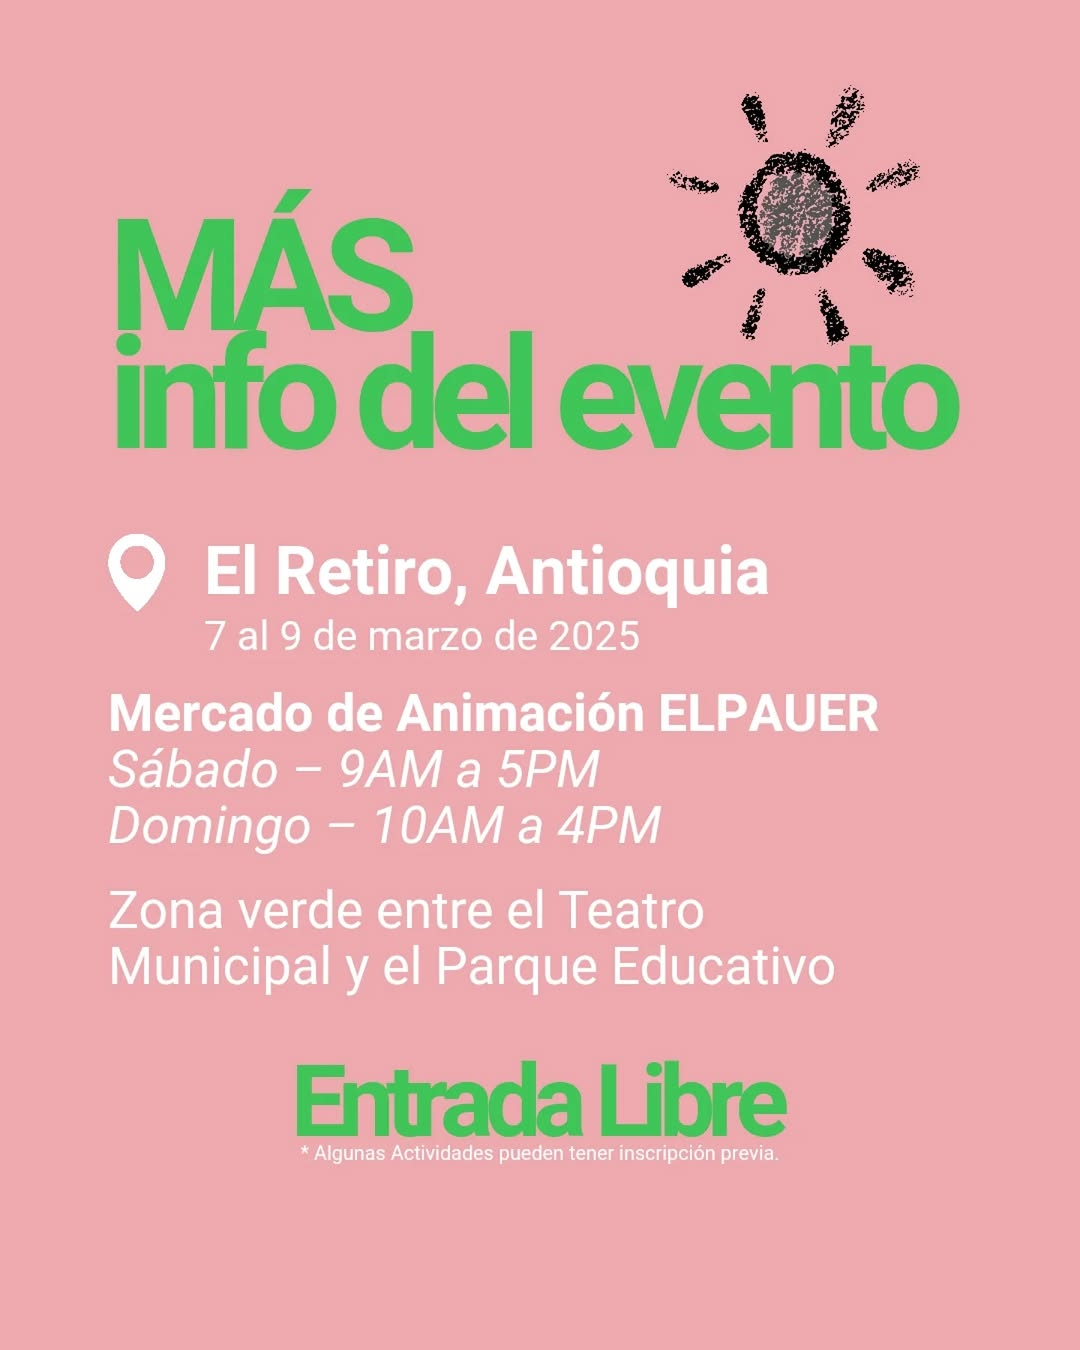 MÁS
info del evento
El Retiro, Antioquia
7 al 9 de marzo de 2025
Mercado de Animación ELPAUER
Sábado – 9AM a 5PM
Domingo – 10AM a 4PM
Zona verde entre el Teatro
Municipal y el Parque Educativo
Entrada Libre
* Algunas Actividades pueden tener inscripción previa.